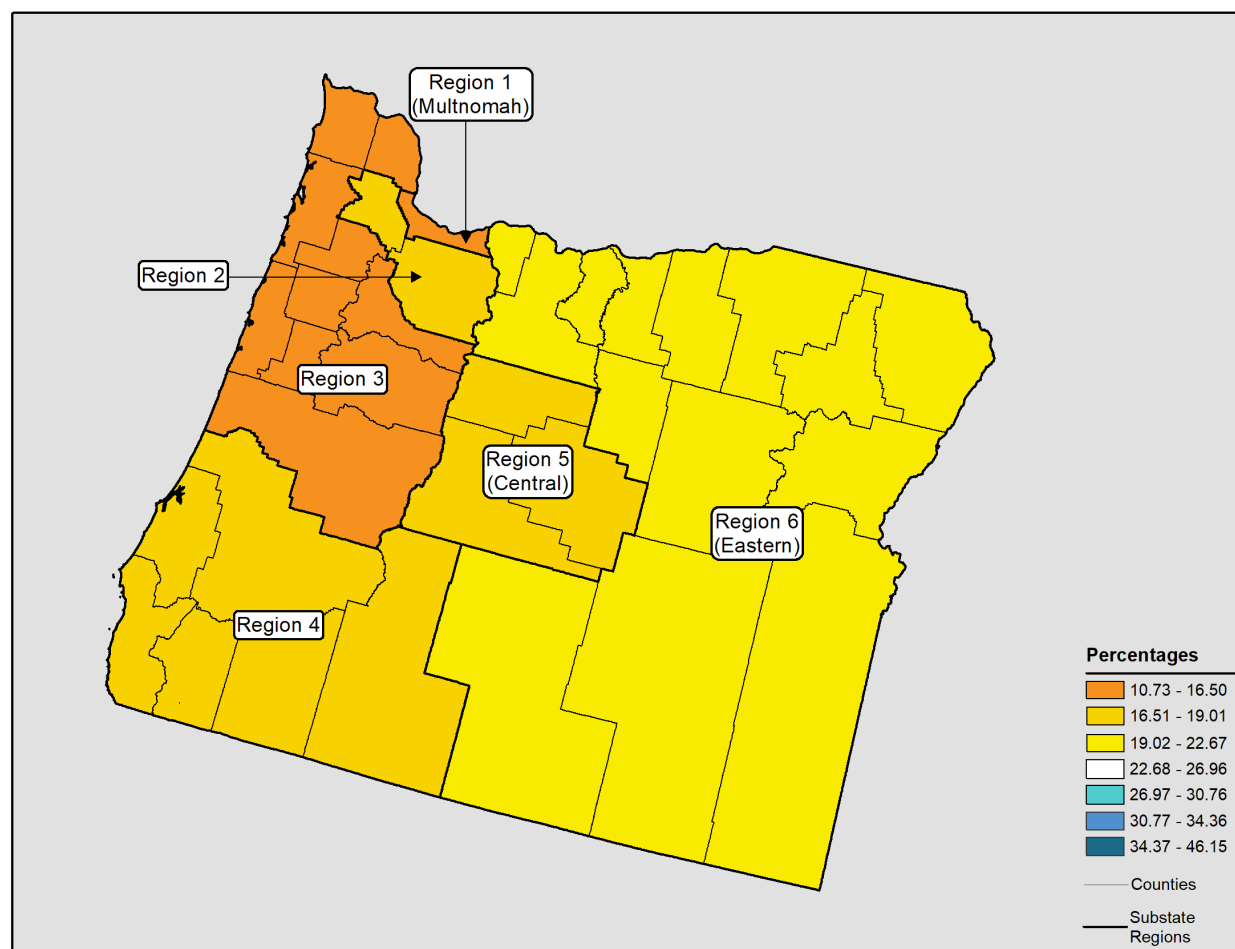 Region 1
(Multnomah)
Region 2
Region 3
Region 5
(Central)
Region 6
(Eastern)
Region 4
Percentages
10.73 - 16.50
16.51 - 19.01
19.02 - 22.67
22.68 - 26.96
26.97 - 30.76
30.77 - 34.36
34.37 - 46.15
Counties
Substate
Regions